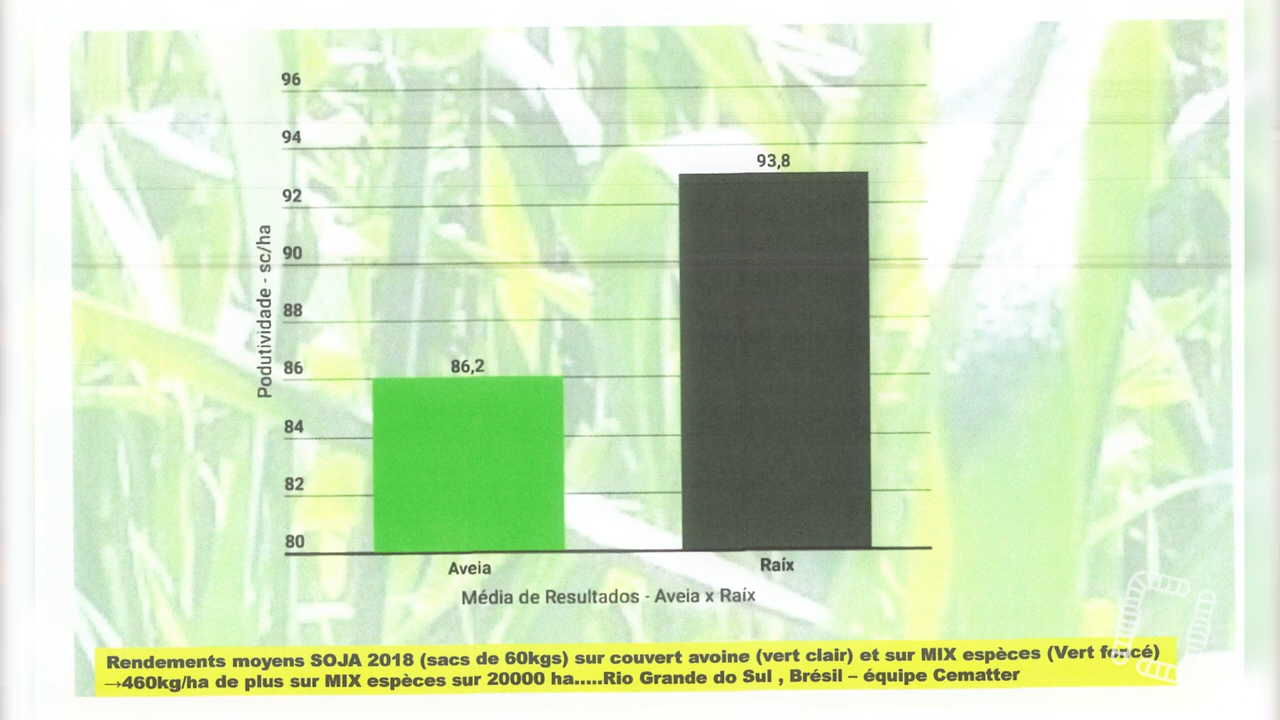 96
94
93,8
92
90
88
86
86,2
84
82
80
Podutividade - sc/ha
Aveia
Raíx
Média de Resultados - Aveia x Raíx
Rendements moyens SOJA 2018 (sacs de 60kgs) sur couvert avoine (vert clair) et sur MIX espèces (Vert foncé)
→460kg/ha de plus sur MIX espèces sur 20000 ha.....Rio Grande do Sul , Brésil – équipe Cematter